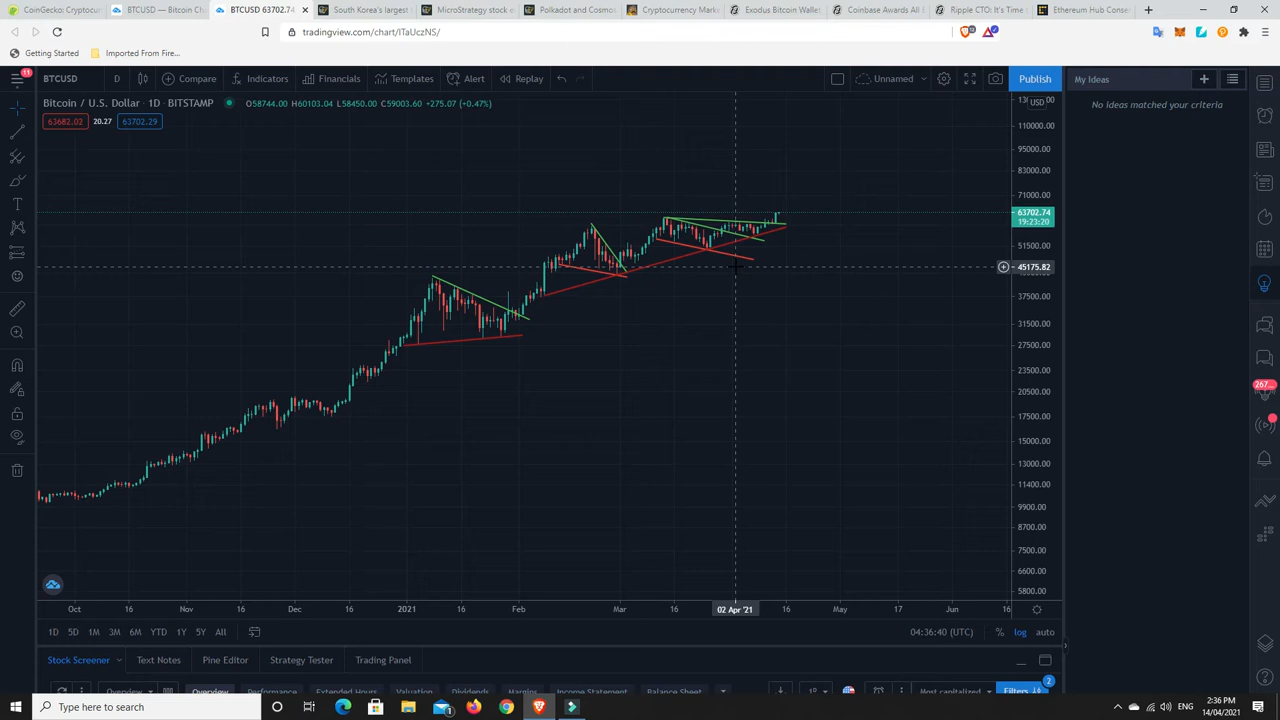 CoinGecko: Cryptocurr
BTCUSD — Bitcoin Ch
BTCUSD 63702.74
South Korea's largest
MicroStrategy stock s
Polkadot and Cosmos
Cryptocurrency Mark
Exodus Bitcoin Wallet
Coinbase Awards All E
Ripple CTO: It's Time
Ethereum Hub Conse
tradingview.com/chart/ITaUczNS/
Getting Started
Imported From Fire...
11
BTCUSD
D
Compare
Indicators
Financials
Templates
Alert
Replay
Unnamed
Publish
My Ideas
Bitcoin / U.S. Dollar · 1D · BITSTAMP
O58744.00 H60103.04 L58450.00 C59003.60 +275.07 (+0.47%)
USD
No ideas matched your criteria
63682.02
20.27
63702.29
110000.00
95000.00
83000.00
71000.00
63702.74
19:23:20
51500.00
45175.82
37500.00
31500.00
27500.00
23500.00
20500.00
17500.00
15000.00
13000.00
11400.00
9900.00
8700.00
7500.00
6600.00
5800.00
267
Oct
16
Nov
16
Dec
16
2021
16
Feb
Mar
16
02 Apr '21
16
May
17
Jun
16
1D
5D
1M
3M
6M
YTD
1Y
5Y
All
04:36:40 (UTC)
%
log
auto
Stock Screener
Text Notes
Pine Editor
Strategy Tester
Trading Panel
2
Overview
Overview
Performance
Extended Hours
Valuation
Dividends
Margins
Income Statement
Balance Sheet
1D
Most capitalized
Filters
Type here to search
ENG
2:36 PM
14/04/2021